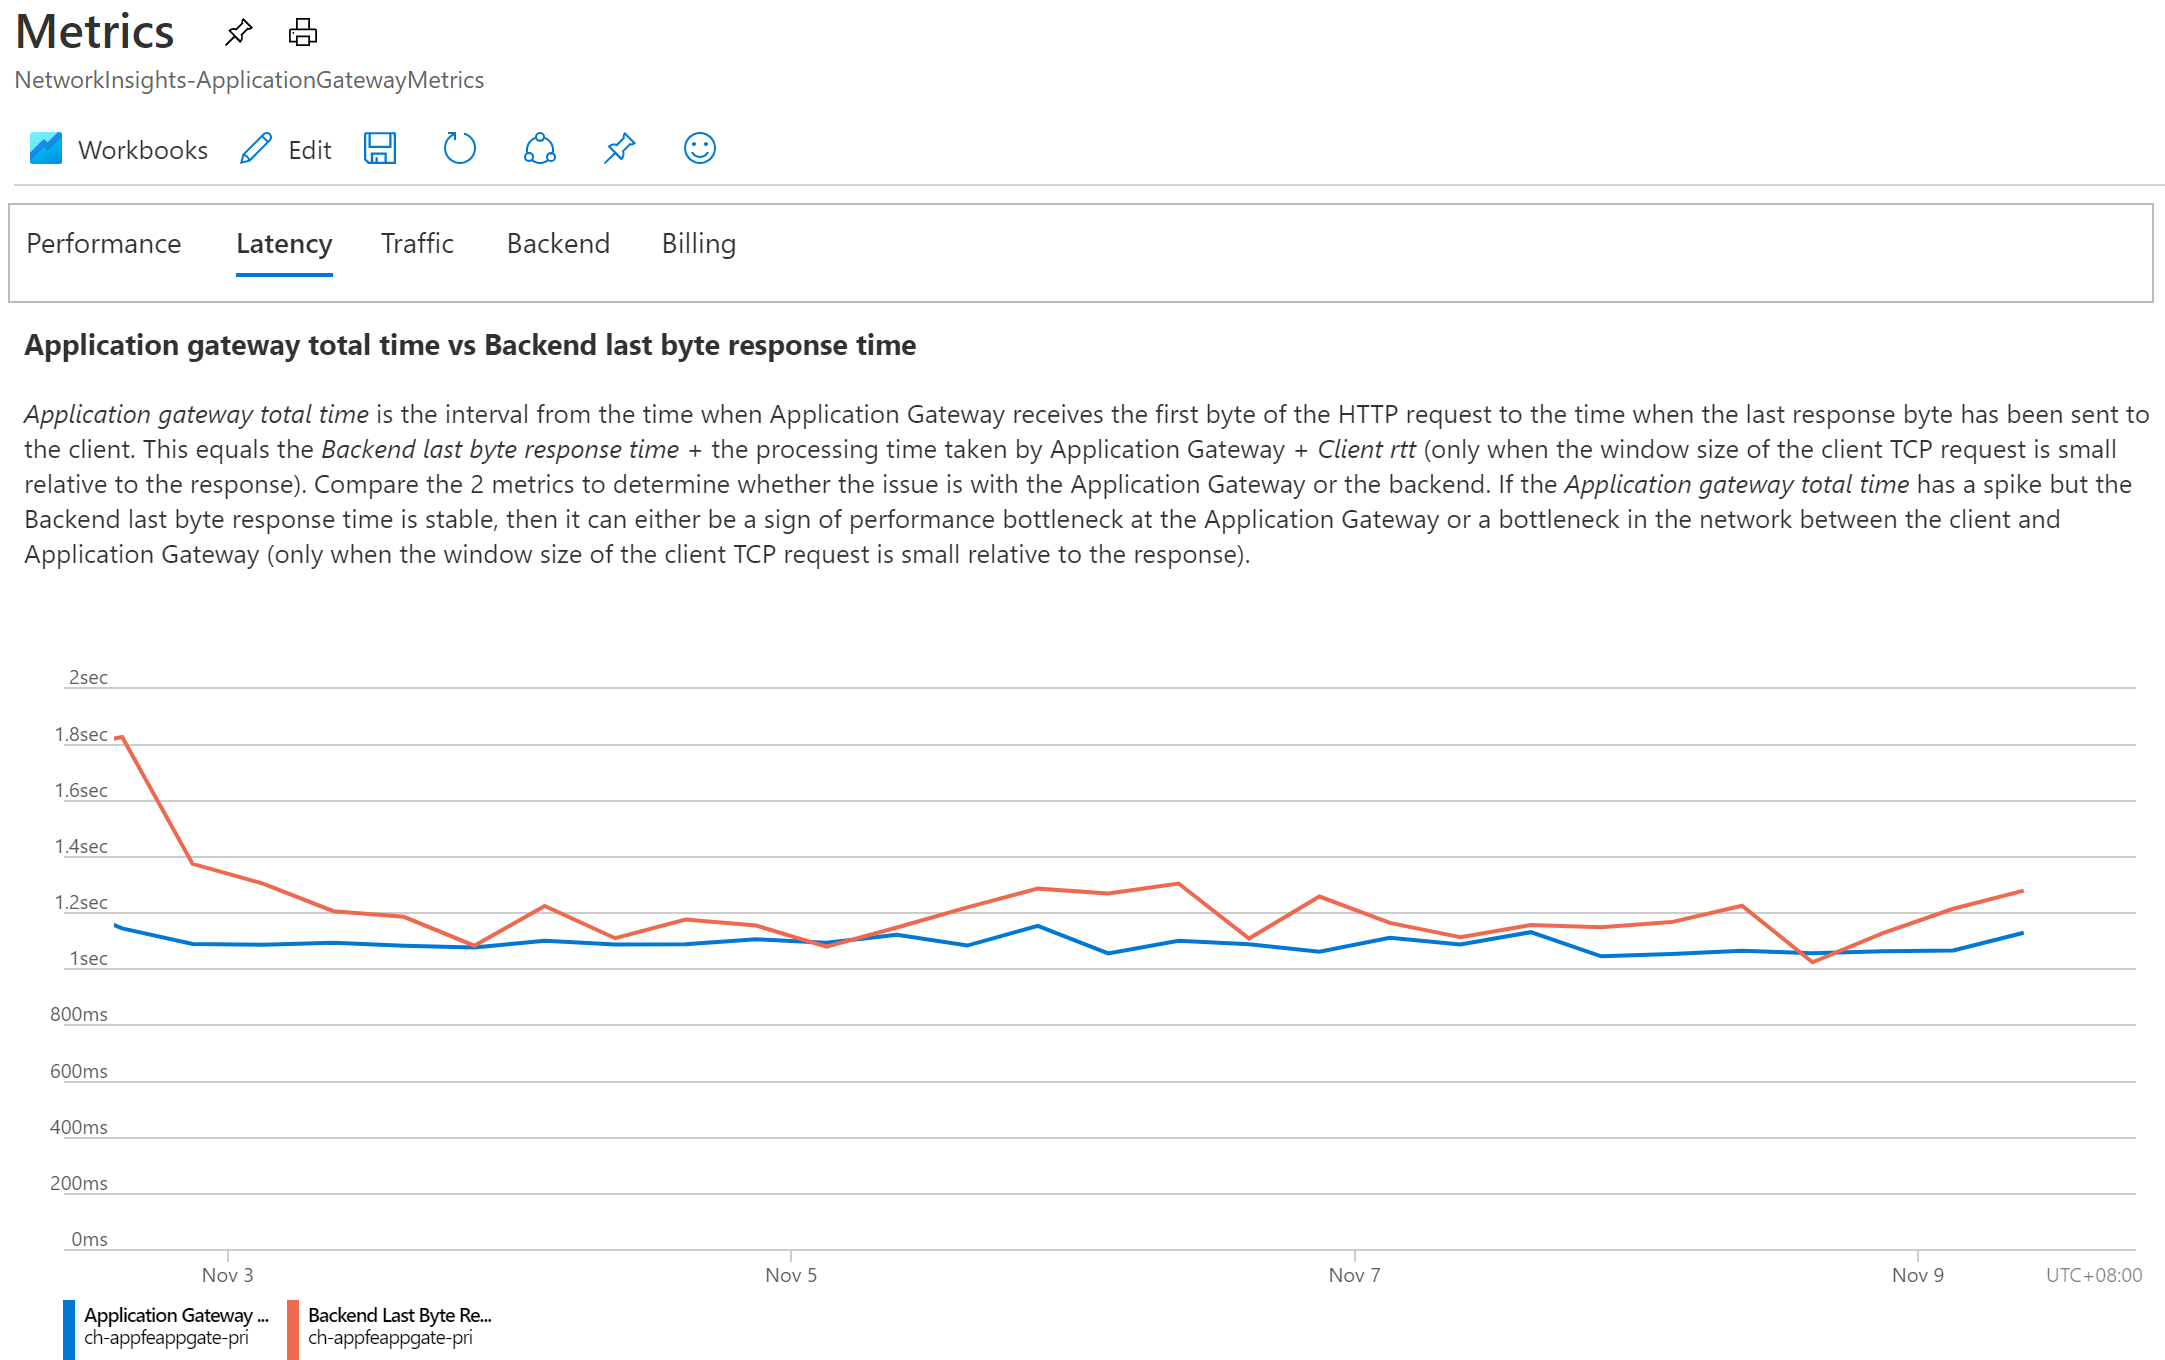 Metrics
NetworkInsights-ApplicationGatewayMetrics
Workbooks Edit
Performance Latency Traffic Backend Billing
Application gateway total time vs Backend last byte response time
Application gateway total time is the interval from the time when Application Gateway receives the first byte of the HTTP request to the time when the last response byte has been sent to
the client. This equals the Backend last byte response time + the processing time taken by Application Gateway + Client rtt (only when the window size of the client TCP request is small
relative to the response). Compare the 2 metrics to determine whether the issue is with the Application Gateway or the backend. If the Application gateway total time has a spike but the
Backend last byte response time is stable, then it can either be a sign of performance bottleneck at the Application Gateway or a bottleneck in the network between the client and
Application Gateway (only when the window size of the client TCP request is small relative to the response).
2sec
1.8sec
1.6sec
1.4sec
1.2sec
1sec
800ms
600ms
400ms
200ms
0ms
Nov 3 Nov 5 Nov 7 Nov 9 UTC+08:00
Application Gateway ... Backend Last Byte Re...
ch-appfeappgate-pri ch-appfeappgate-pri